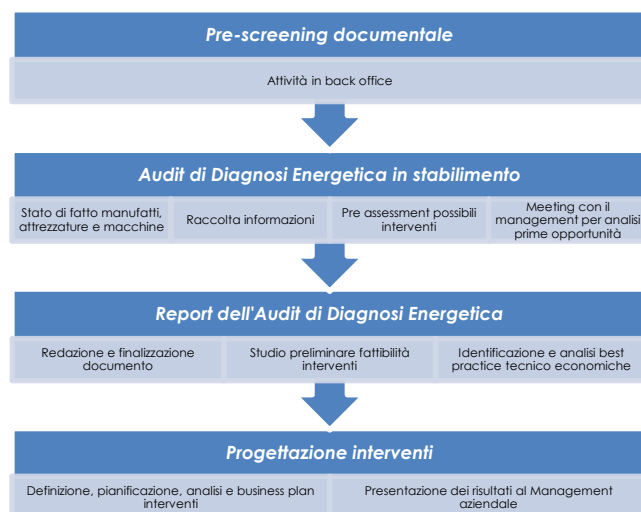 Pre-screening documentale
Attività in back office
Audit di Diagnosi Energetica in stabilimento
Stato di fatto manufatti,
attrezzature e macchine
Raccolta informazioni
Pre assessment possibili
interventi
Meeting con il
management per analisi
prime opportunità
Report dell'Audit di Diagnosi Energetica
Redazione e finalizzazione
documento
Studio preliminare fattibilità
interventi
Identificazione e analisi best
practice tecnico economiche
Progettazione interventi
Definizione, pianificazione, analisi e business plan
interventi
Presentazione dei risultati al Management
aziendale